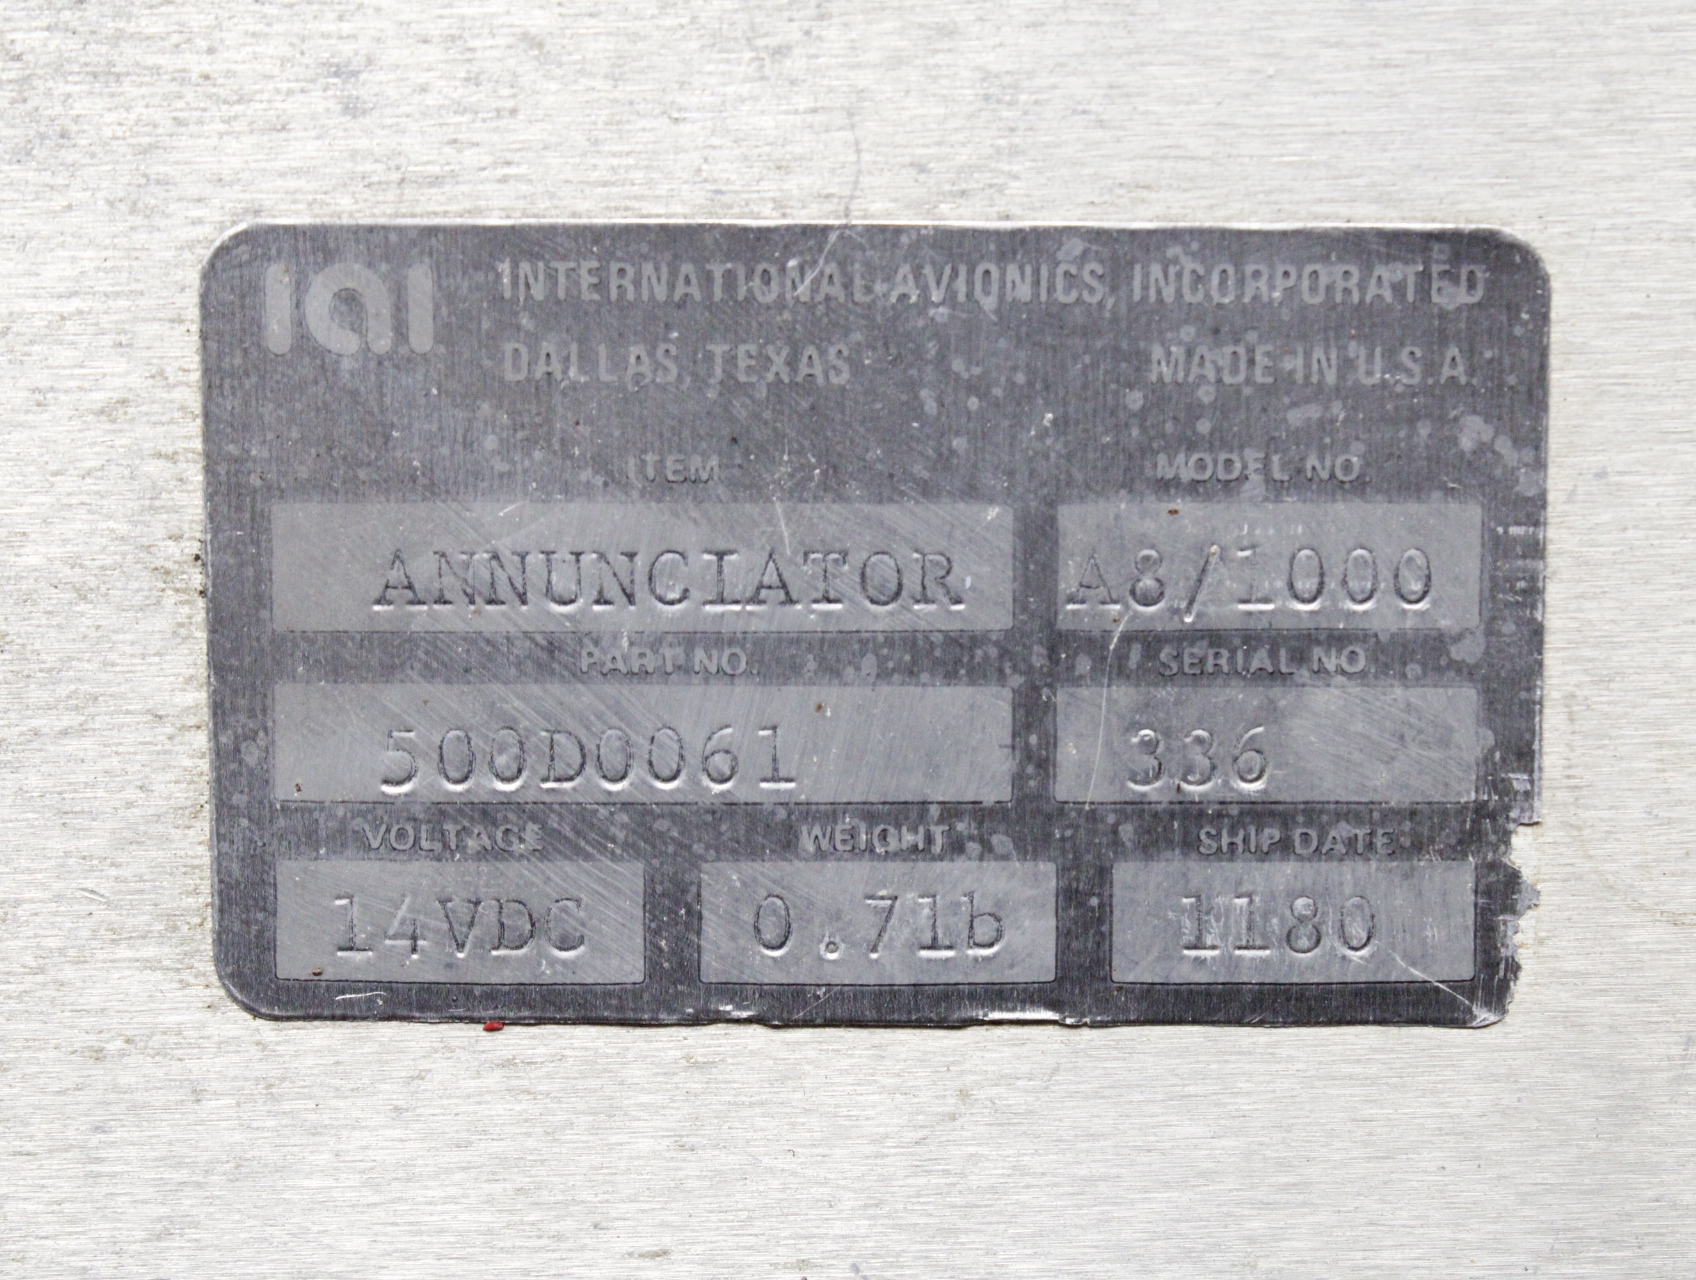 iai INTERNATIONAL AVIONICS, INCORPORATED
DALLAS, TEXAS MADE IN U.S.A.
ITEM MODEL NO.
ANNUNCIATOR A8/1000
PART NO. SERIAL NO.
500D0061 336
VOLTAGE WEIGHT SHIP DATE
14VDC 0.71b 1180